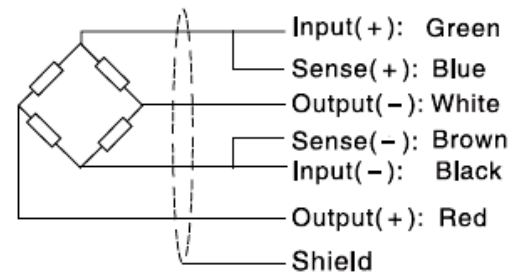 Input(+): Green
Sense(+): Blue
Output(−): White
Sense(−): Brown
Input(−): Black
Output(+): Red
Shield